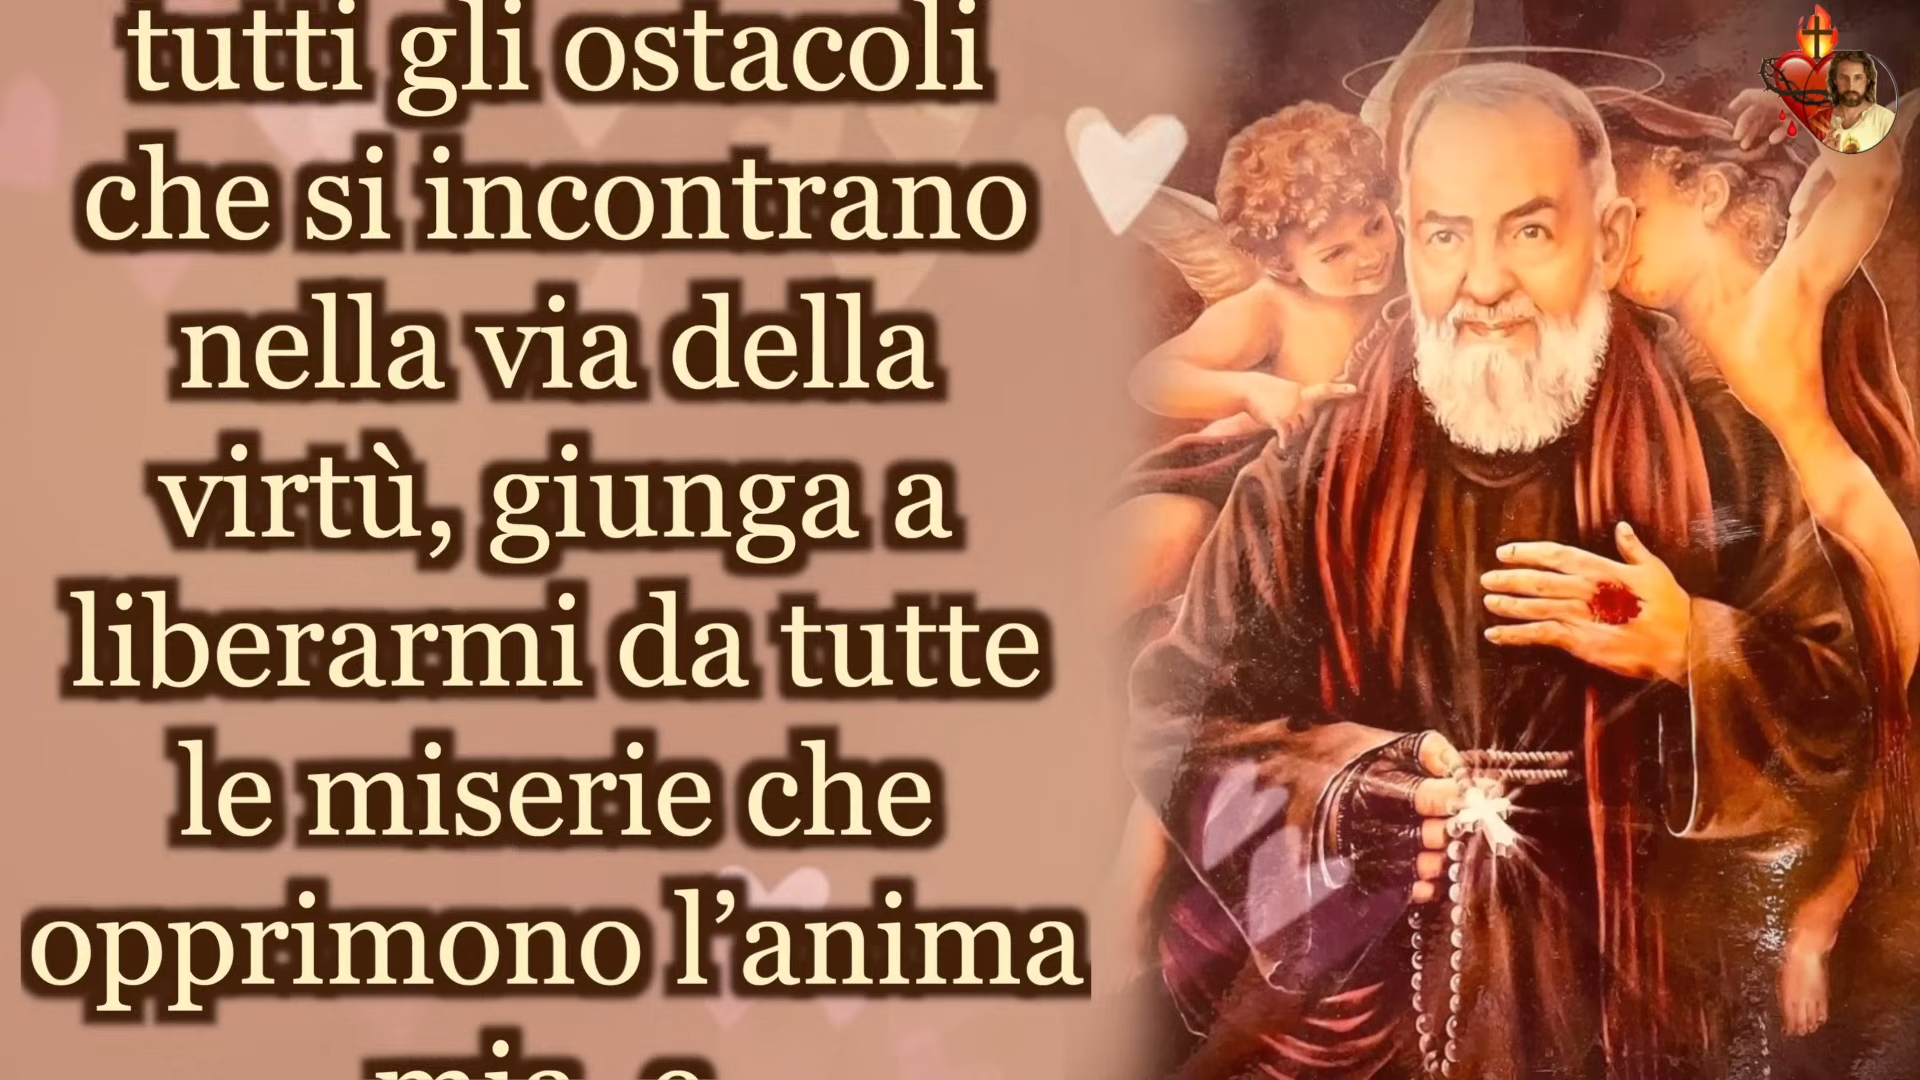 tutti gli ostacoli
che si incontrano
nella via della
virtù, giunga a
liberarmi da tutte
le miserie che
opprimono l’anima